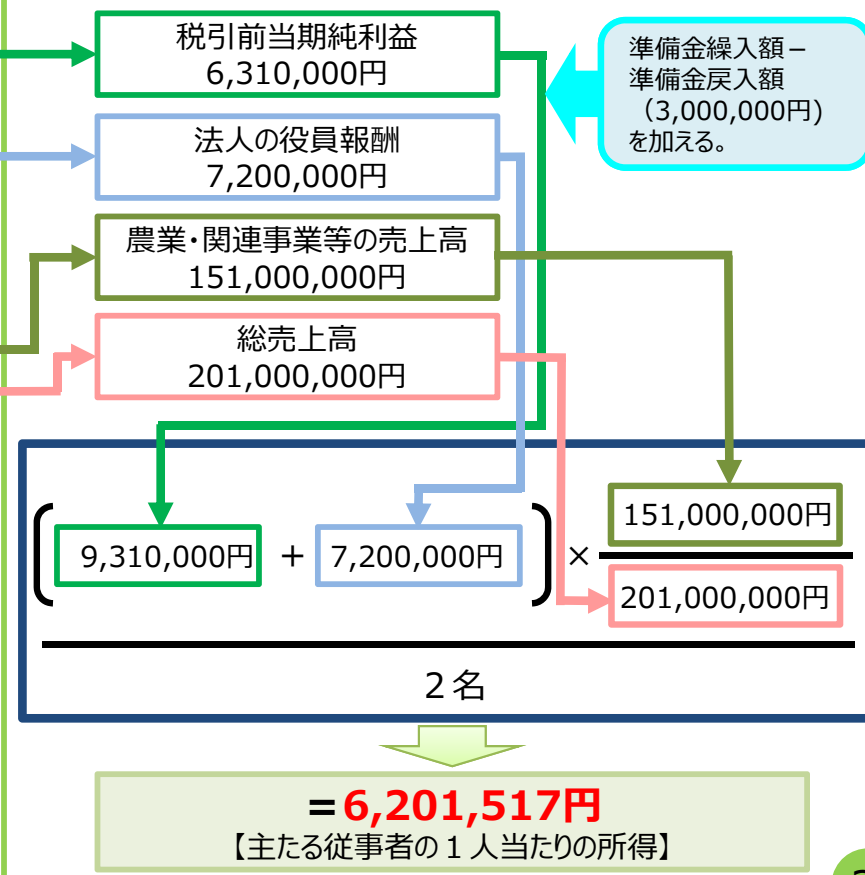 税引前当期純利益
6,310,000円
準備金繰入額－
準備金戻入額
（3,000,000円)
を加える。
法人の役員報酬
7,200,000円
農業・関連事業等の売上高
151,000,000円
総売上高
201,000,000円
9,310,000円 + 7,200,000円 × 151,000,000円
201,000,000円
２名
=6,201,517円
【主たる従事者の１人当たりの所得】